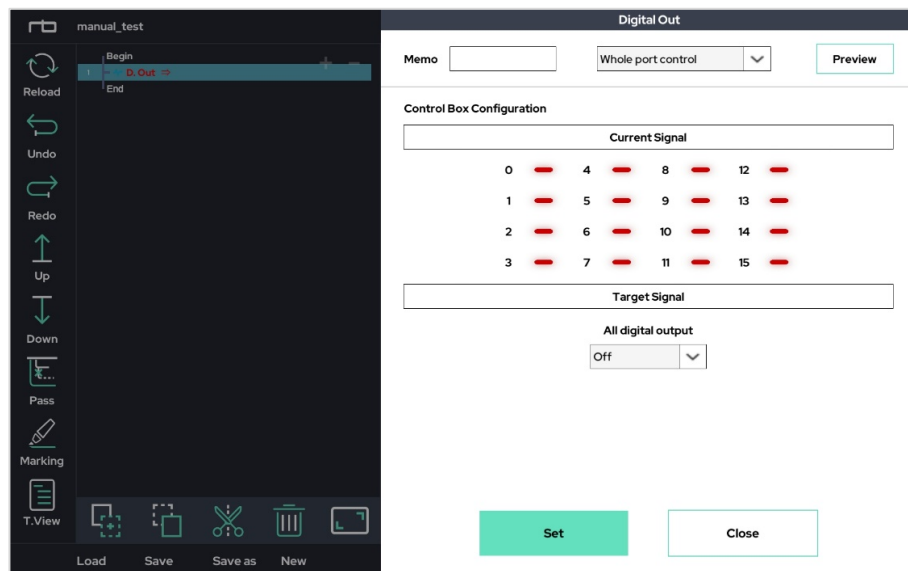 rb manual_test
Reload
Undo
Redo
Up
Down
Pass
Marking
T.View
Begin
1 D. Out ⇒
End
Load Save Save as New
Digital Out
Memo Whole port control Preview
Control Box Configuration
Current Signal
0 4 8 12
1 5 9 13
2 6 10 14
3 7 11 15
Target Signal
All digital output
Off
Set Close